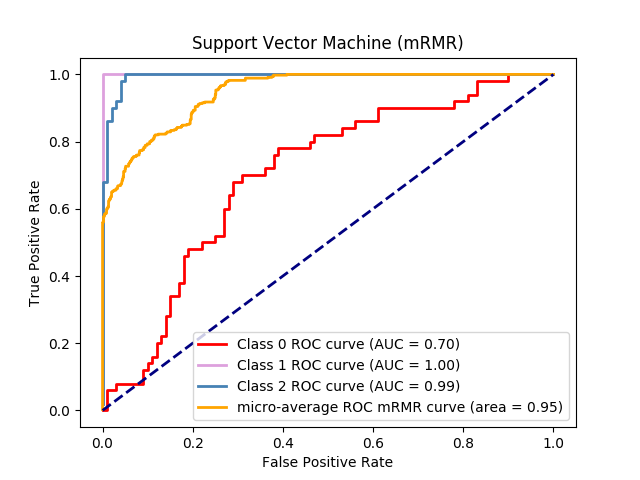 Support Vector Machine (mRMR)
True Positive Rate
1.0
0.8
0.6
0.4
0.2
0.0
Class 0 ROC curve (AUC = 0.70)
Class 1 ROC curve (AUC = 1.00)
Class 2 ROC curve (AUC = 0.99)
micro-average ROC mRMR curve (area = 0.95)
0.0 0.2 0.4 0.6 0.8 1.0
False Positive Rate